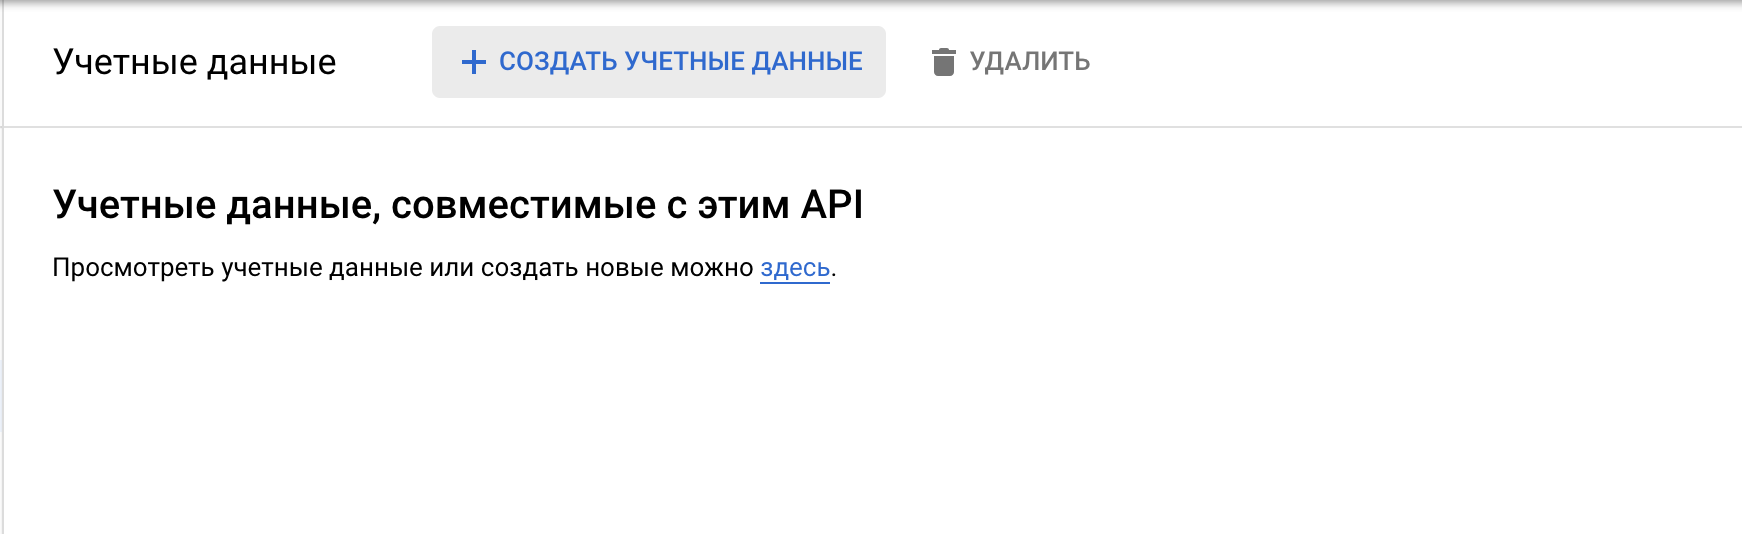 Учетные данные
СОЗДАТЬ УЧЕТНЫЕ ДАННЫЕ
УДАЛИТЬ
Учетные данные, совместимые с этим API
Просмотреть учетные данные или создать новые можно здесь.